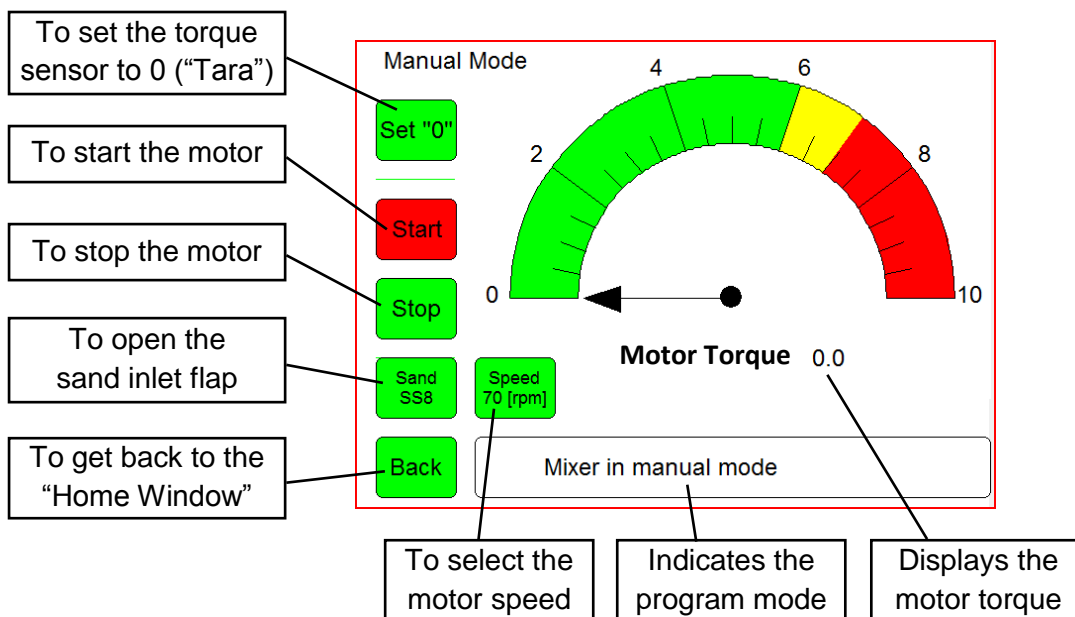 To set the torque
sensor to 0 (“Tara”)
To start the motor
To stop the motor
To open the
sand inlet flap
To get back to the
“Home Window”
Manual Mode
Set "0"
Start
Stop
Sand
SS8
Speed
70 [rpm]
Back
0
2
4
6
8
10
Motor Torque 0.0
Mixer in manual mode
To select the
motor speed
Indicates the
program mode
Displays the
motor torque